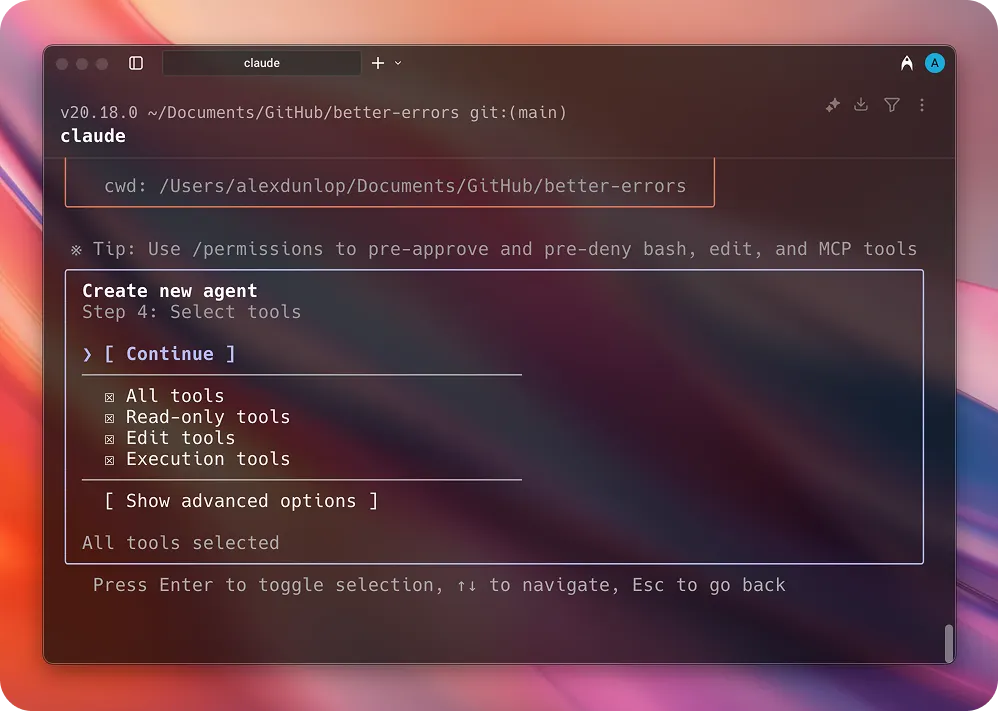 claude
A
v20.18.0 ~/Documents/GitHub/better-errors git:(main)
claude
cwd: /Users/alexdunlop/Documents/GitHub/better-errors
※ Tip: Use /permissions to pre-approve and pre-deny bash, edit, and MCP tools
Create new agent
Step 4: Select tools
❯ [ Continue ]
☒ All tools
☒ Read-only tools
☒ Edit tools
☒ Execution tools
[ Show advanced options ]
All tools selected
Press Enter to toggle selection, ↑↓ to navigate, Esc to go back